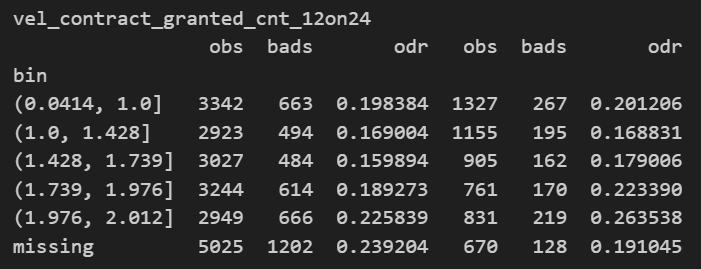 vel_contract_granted_cnt_12on24
obs bads odr obs bads odr
bin
(0.0414, 1.0] 3342 663 0.198384 1327 267 0.201206
(1.0, 1.428] 2923 494 0.169004 1155 195 0.168831
(1.428, 1.739] 3027 484 0.159894 905 162 0.179006
(1.739, 1.976] 3244 614 0.189273 761 170 0.223390
(1.976, 2.012] 2949 666 0.225839 831 219 0.263538
missing 5025 1202 0.239204 670 128 0.191045